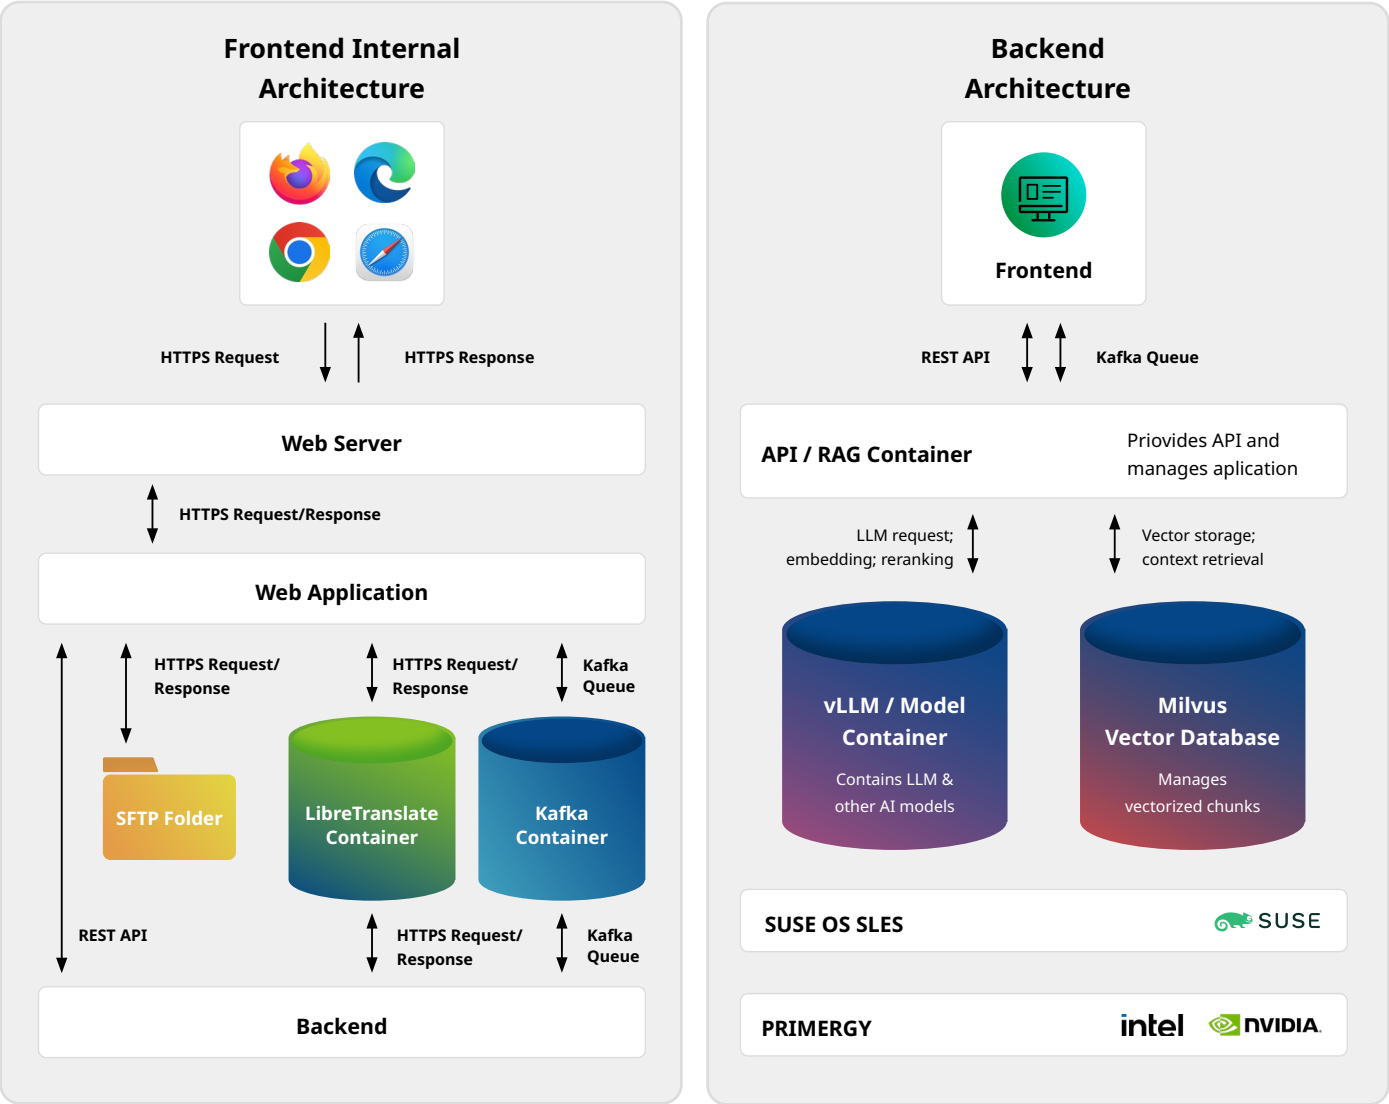 Frontend Internal
Architecture
HTTPS Request
HTTPS Response
Web Server
HTTPS Request/Response
Web Application
HTTPS Request/
Response
HTTPS Request/
Response
Kafka
Queue
SFTP Folder
LibreTranslate
Container
Kafka
Container
REST API
HTTPS Request/
Response
Kafka
Queue
Backend
Backend
Architecture
Frontend
REST API
Kafka Queue
API / RAG Container
Priovides API and
manages aplication
LLM request;
embedding; reranking
Vector storage;
context retrieval
vLLM / Model
Container
Contains LLM &
other AI models
Milvus
Vector Database
Manages
vectorized chunks
SUSE OS SLES
SUSE
PRIMERGY
intel
NVIDIA.